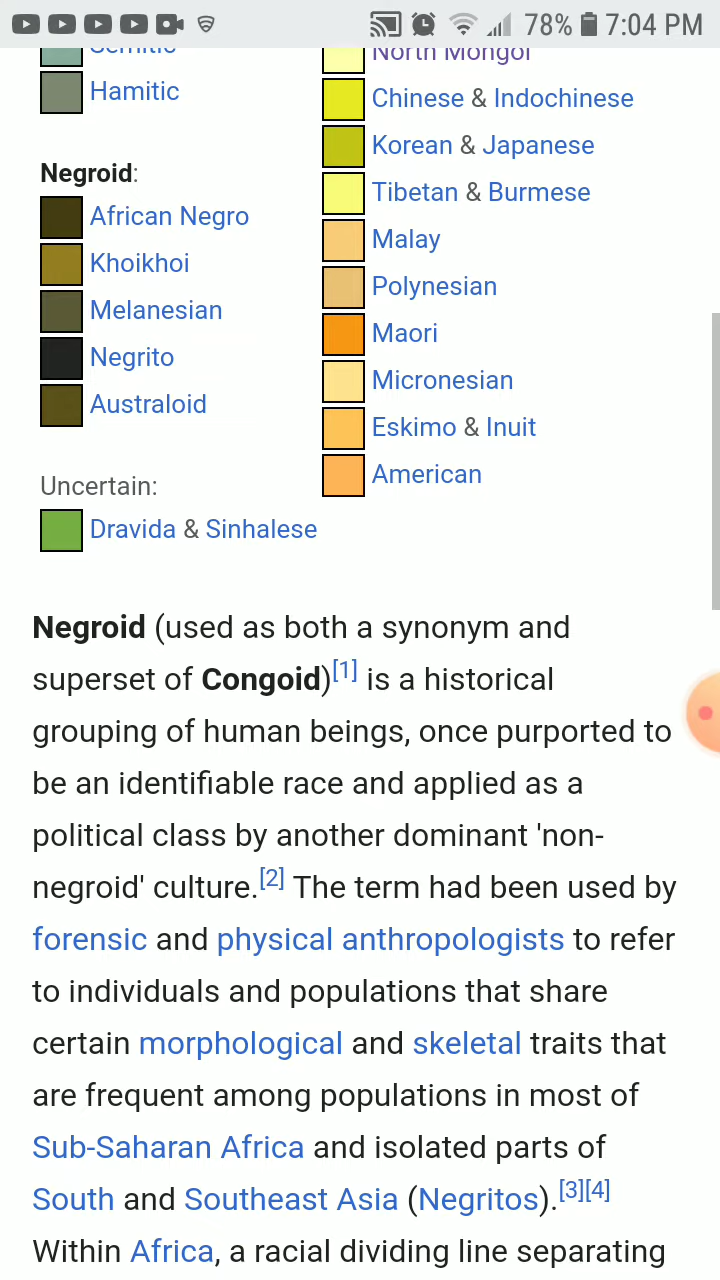 78% 7:04 PM
Semitic
Hamitic
Negroid:
African Negro
Khoikhoi
Melanesian
Negrito
Australoid
Uncertain:
Dravida & Sinhalese
North Mongol
Chinese & Indochinese
Korean & Japanese
Tibetan & Burmese
Malay
Polynesian
Maori
Micronesian
Eskimo & Inuit
American
Negroid (used as both a synonym and
superset of Congoid)[1] is a historical
grouping of human beings, once purported to
be an identifiable race and applied as a
political class by another dominant 'non-
negroid' culture.[2] The term had been used by
forensic and physical anthropologists to refer
to individuals and populations that share
certain morphological and skeletal traits that
are frequent among populations in most of
Sub-Saharan Africa and isolated parts of
South and Southeast Asia (Negritos).[3][4]
Within Africa, a racial dividing line separating